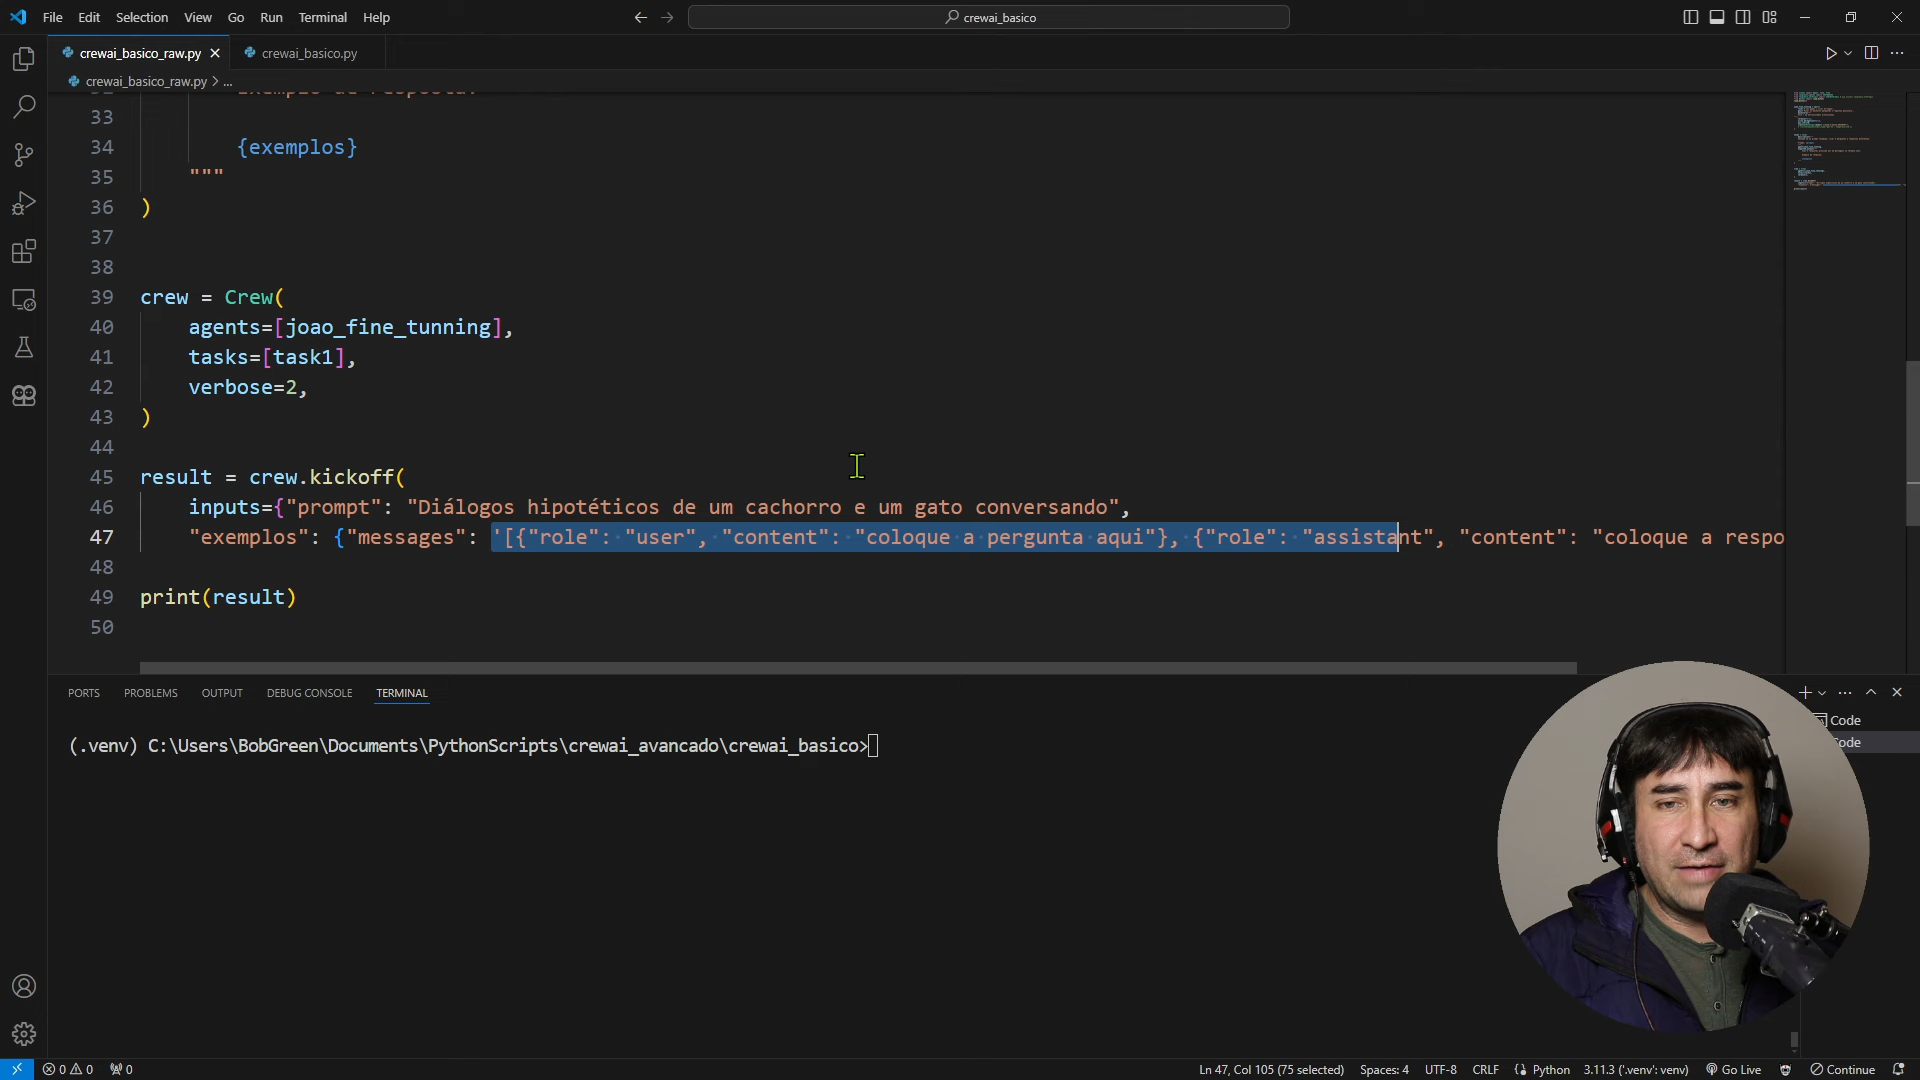 File Edit Selection View Go Run Terminal Help
crewai_basico
crewai_basico_raw.py
crewai_basico.py
crewai_basico_raw.py > ...
33
34 {exemplos}
35 """
36 )
37
38
39 crew = Crew(
40 agents=[joao_fine_tunning],
41 tasks=[task1],
42 verbose=2,
43 )
44
45 result = crew.kickoff(
46 inputs={"prompt": "Diálogos hipotéticos de um cachorro e um gato conversando",
47 "exemplos": {"messages": '[{"role": "user", "content": "coloque a pergunta aqui"}, {"role": "assistant", "content": "coloque a respo
48
49 print(result)
50
PORTS PROBLEMS OUTPUT DEBUG CONSOLE TERMINAL
Code
Code
(.venv) C:\Users\BobGreen\Documents\PythonScripts\crewai_avancado\crewai_basico>
0 0 0
Ln 47, Col 105 (75 selected) Spaces: 4 UTF-8 CRLF Python 3.11.3 ('.venv': venv) Go Live Continue